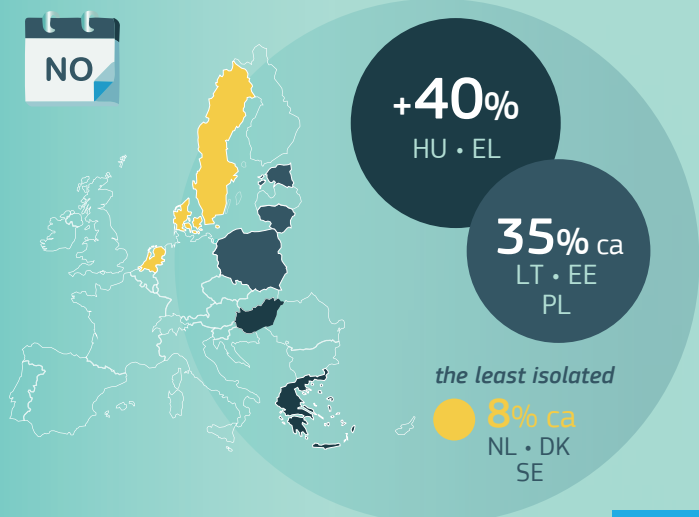 NO
+40%
HU • EL
35% ca
LT • EE
PL
the least isolated
8% ca
NL • DK
SE